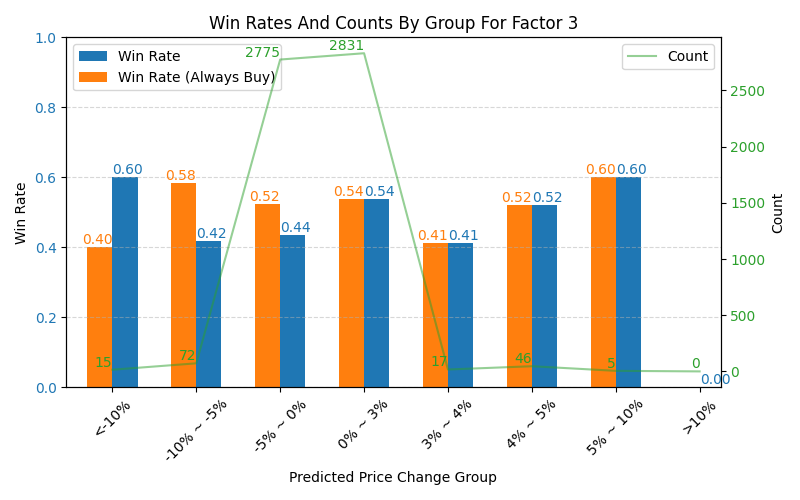 Win Rates And Counts By Group For Factor 3
Win Rate
Win Rate (Always Buy)
Count
1.0
0.8
0.6
0.4
0.2
0.0
Win Rate
2500
2000
1500
1000
500
0
Count
0.40
0.58
0.52
0.54
0.41
0.52
0.60
0.60
0.42
0.44
0.54
0.41
0.52
0.60
0.00
15
72
2775
2831
17
46
5
0
<-10%
-10% ~ -5%
-5% ~ 0%
0% ~ 3%
3% ~ 4%
4% ~ 5%
5% ~ 10%
>10%
Predicted Price Change Group